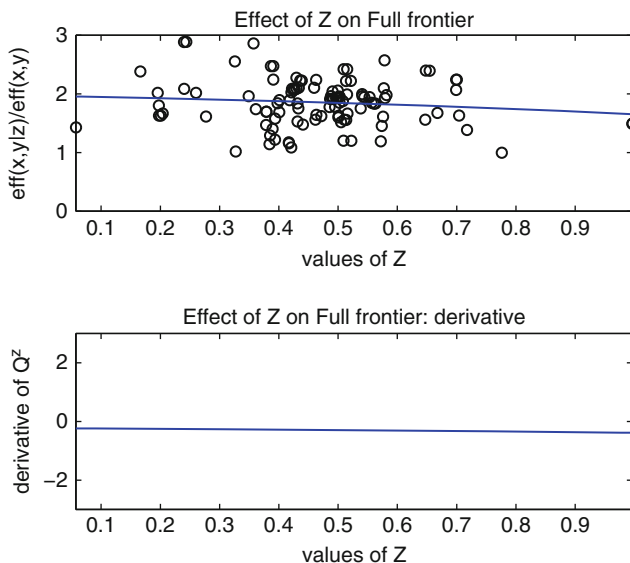 Effect of Z on Full frontier
eff(x,y|z)/eff(x,y)
3
2
1
0
0.1 0.2 0.3 0.4 0.5 0.6 0.7 0.8 0.9
values of Z
Effect of Z on Full frontier: derivative
derivative of Qᶻ
2
0
−2
0.1 0.2 0.3 0.4 0.5 0.6 0.7 0.8 0.9
values of Z